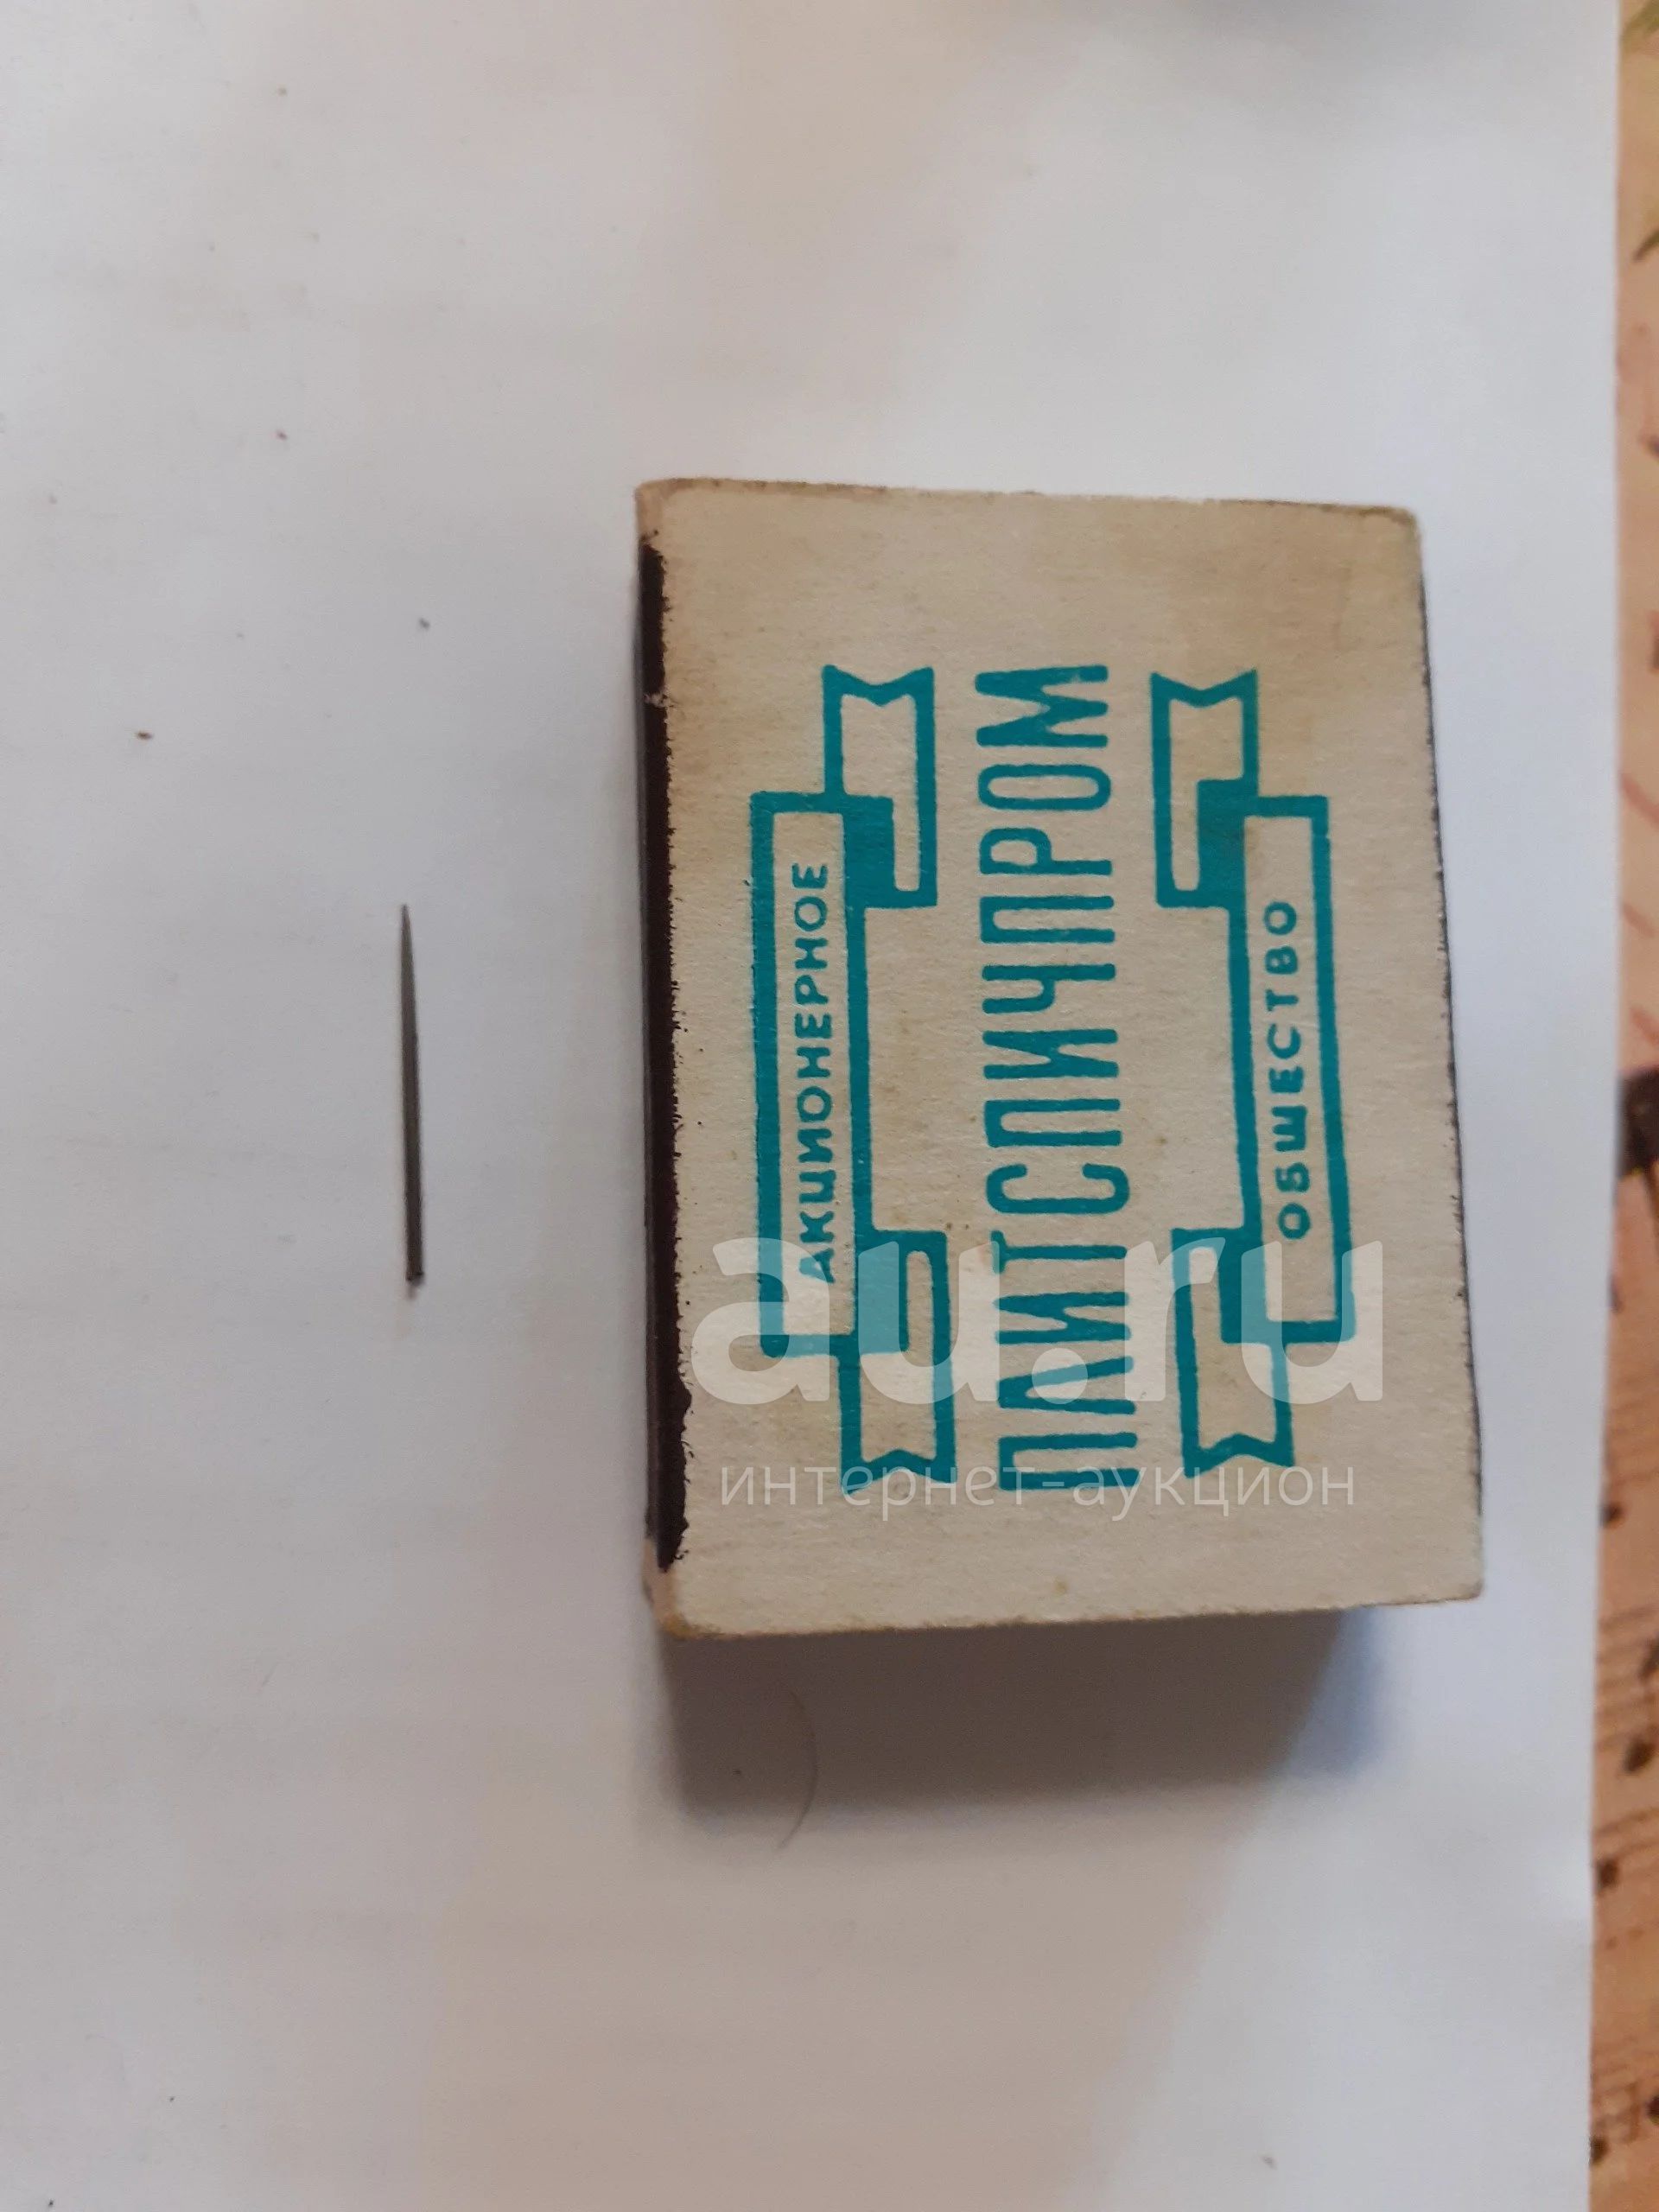 АКЦИОНЕРНОЕ
ПЛИТСПИЧПРОМ
ОБЩЕСТВО
au.ru
интернет-аукцион